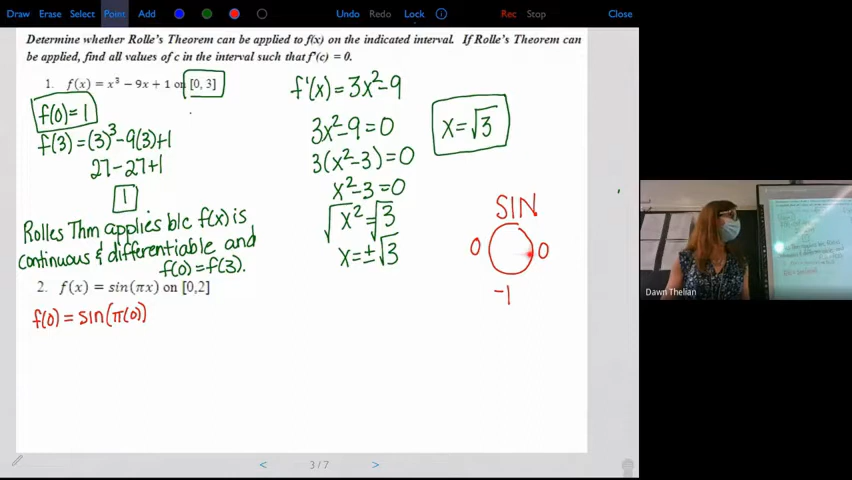 Draw Highlight Erase Point Add Undo Redo Lock Rec Stop Close
Determine whether Rolle's Theorem can be applied to f(x) on the indicated interval. If Rolle's Theorem can
be applied, find all values of c in the interval such that f'(c) = 0.
1. f(x) = x³ − 9x + 1 on [0, 3]
f(0)=1
f(3)=(3)³−9(3)+1
27−27+1
1
Rolles Thm applies b/c f(x) is
continuous & differentiable and
f(0)=f(3).
f'(x)=3x²−9
3x²−9=0
3(x²−3)=0
x²−3=0
√x²=√3
x=±√3
x=√3
SIN
0 0
-1
2. f(x) = sin(πx) on [0,2]
f(0)=sin(π(0))
< 3/7 >
Dawn Thelian